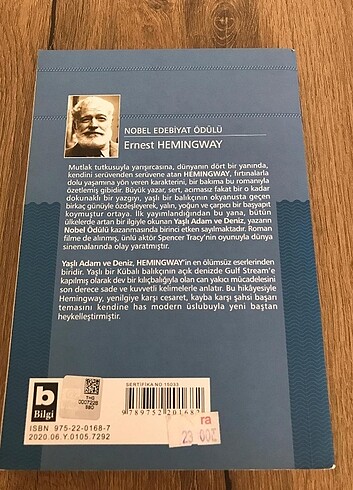 NOBEL EDEBİYAT ÖDÜLÜ
Ernest HEMINGWAY
Mutlak tutkusuyla yarışırcasına, dünyanın dört bir yanında,
kendini serüvenden serüvene atan HEMINGWAY, fırtınalarla
dolu yaşamına yön veren karakterini, bir bakıma bu romanıyla
özetlemiş gibidir. Büyük yazar, sert, acımasız fakat bir o kadar
dokunaklı bir yazgıyı, yaşlı bir balıkçının okyanusta geçen
birkaç günüyle özdeşleyerek, yalın, yoğun ve çarpıcı bir başyapıt
koymuştur ortaya. İlk yayımlandığından bu yana, bütün
ülkelerde artan bir ilgiyle okunan Yaşlı Adam ve Deniz, yazarın
Nobel Ödülü kazanmasında birinci etken sayılmaktadır. Roman
filme de alınmış, ünlü aktör Spencer Tracy'nin oyunuyla dünya
sinemalarında olay yaratmıştır.
Yaşlı Adam ve Deniz, HEMINGWAY'in en ölümsüz eserlerinden
biridir. Yaşlı bir Kübalı balıkçının açık denizde Gulf Stream'e
kapılmış olarak dev bir kılıçbalığıyla olan can yakıcı mücadelesini
son derece sade ve kuvvetli kelimelerle anlatır. Bu hikâyesiyle
Hemingway, yenilgiye karşı cesaret, kayba karşı şahsi başarı
temasını kendine has modern üslubuyla yeni baştan
heykelleştirmiştir.
SERTİFİKA NO 15033
b
Bilgi
9789752201682
ISBN 975-22-0168-7
2020.06.Y.0105.7292